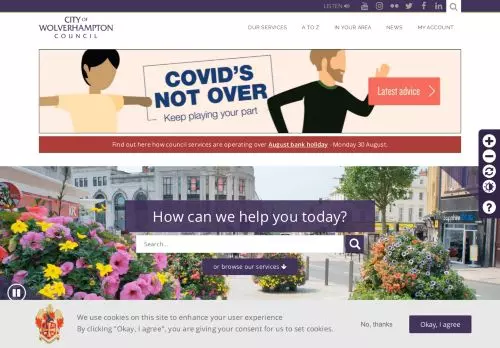 LISTEN
CITY OF
WOLVERHAMPTON
COUNCIL
OUR SERVICES A TO Z IN YOUR AREA NEWS MY ACCOUNT
COVID'S
NOT OVER
Keep playing your part
Latest advice
Find out here how council services are operating over August bank holiday - Monday 30 August.
How can we help you today?
Search...
or browse our services
We use cookies on this site to enhance your user experience
By clicking "Okay, I agree", you are giving your consent for us to set cookies.
No, thanks
Okay, I agree